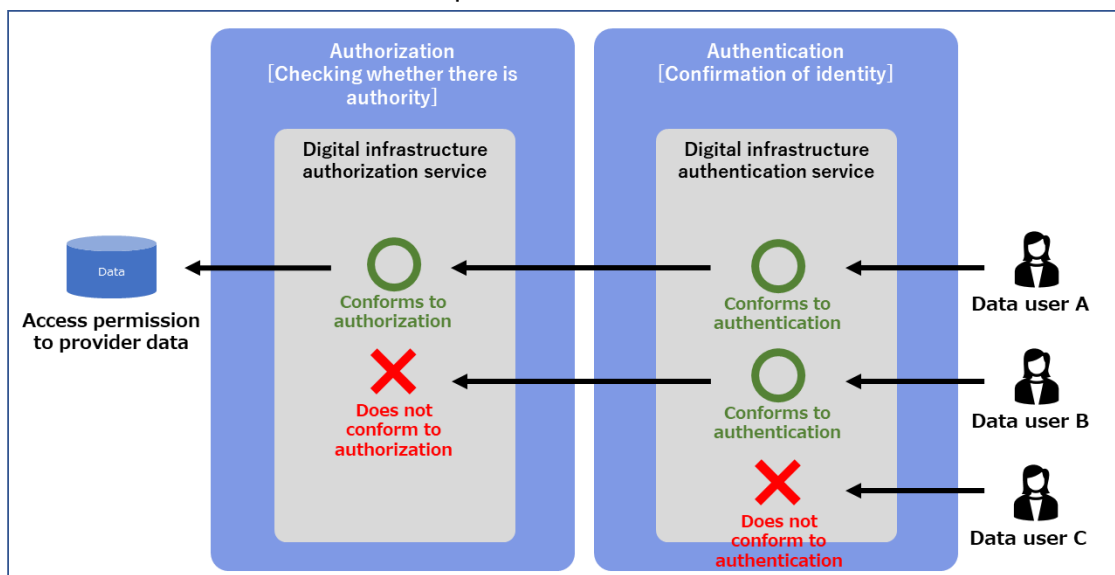 Authorization
[Checking whether there is
authority]
Digital infrastructure
authorization service
Conforms to
authorization
Does not
conform to
authorization
Authentication
[Confirmation of identity]
Digital infrastructure
authentication service
Conforms to
authentication
Conforms to
authentication
Does not
conform to
authentication
Data
Access permission
to provider data
Data user A
Data user B
Data user C